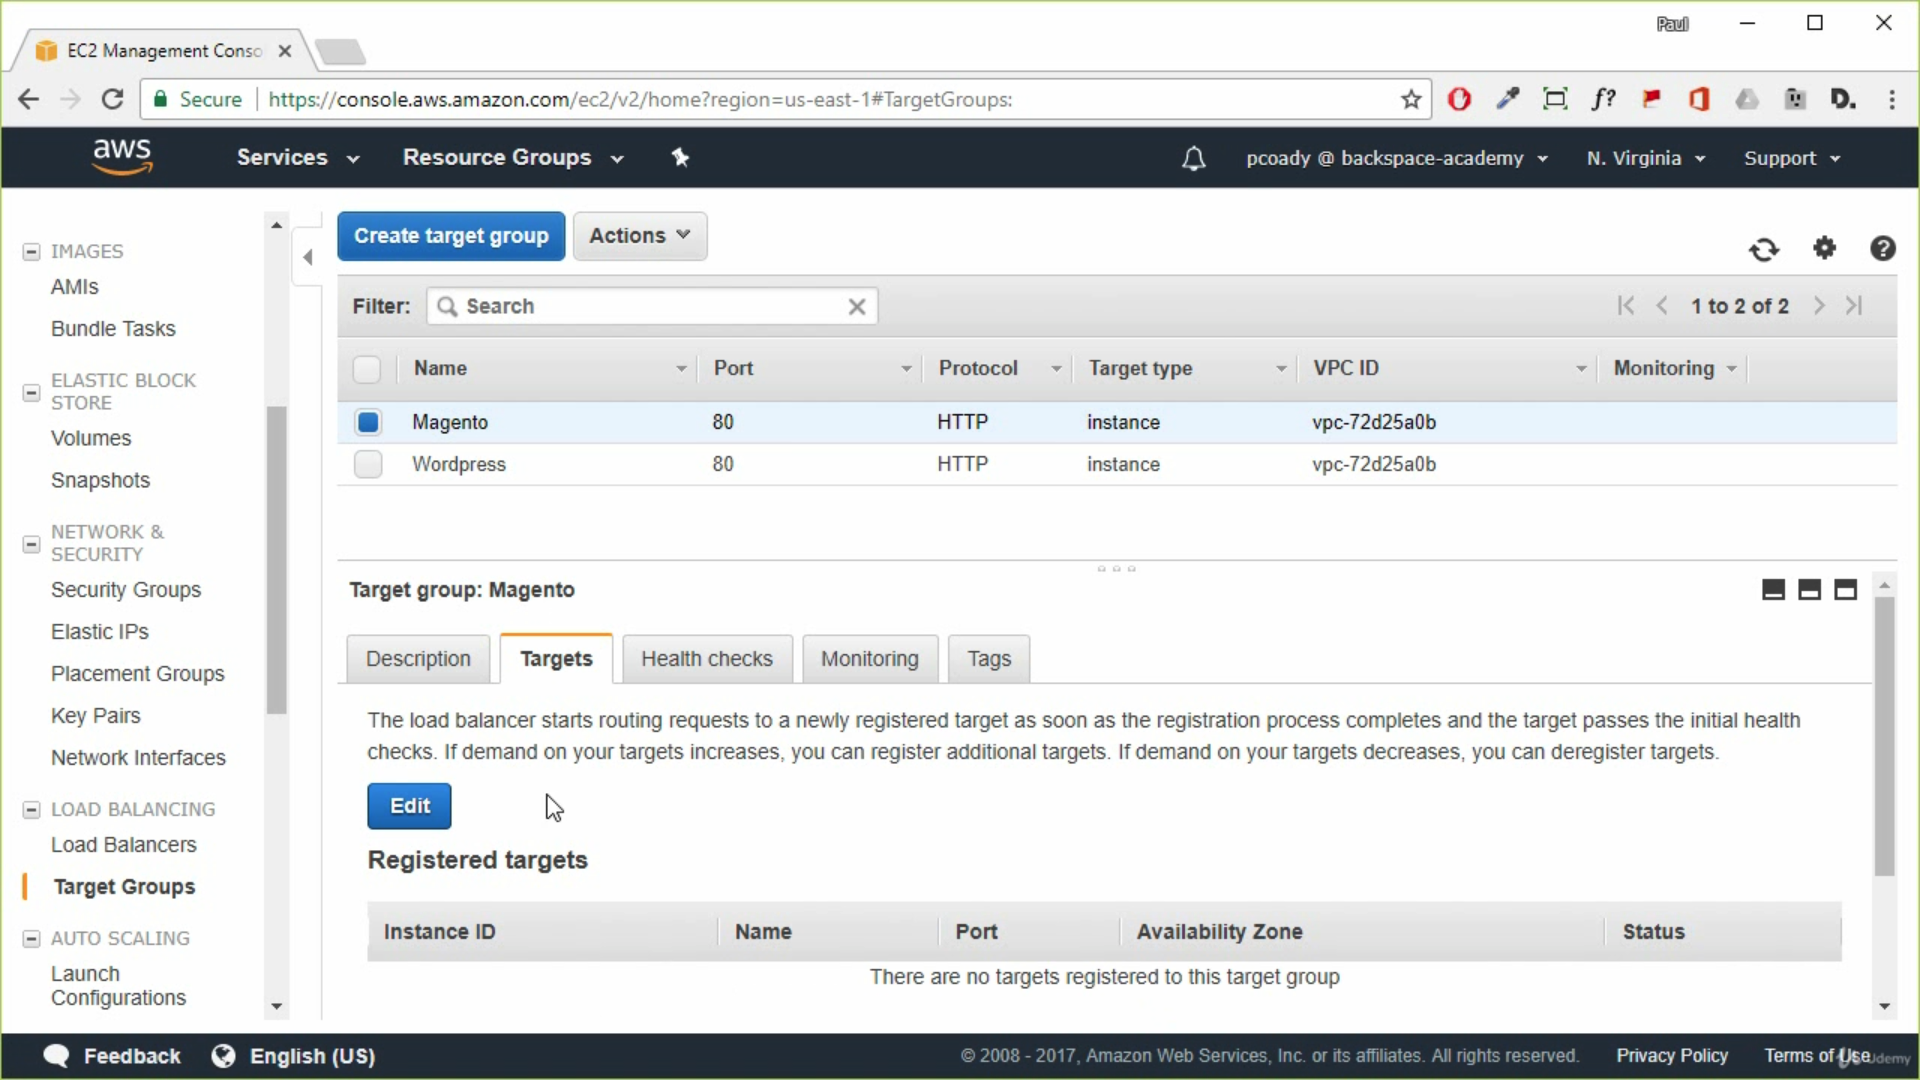 Paul
EC2 Management Conso
Secure
https://console.aws.amazon.com/ec2/v2/home?region=us-east-1#TargetGroups:
f?
D.
aws
Services
Resource Groups
pcoady @ backspace-academy
N. Virginia
Support
IMAGES
AMIs
Bundle Tasks
ELASTIC BLOCK
STORE
Volumes
Snapshots
NETWORK &
SECURITY
Security Groups
Elastic IPs
Placement Groups
Key Pairs
Network Interfaces
LOAD BALANCING
Load Balancers
Target Groups
AUTO SCALING
Launch
Configurations
Create target group
Actions
Filter:
Search
1 to 2 of 2
Name Port Protocol Target type VPC ID Monitoring
Magento 80 HTTP instance vpc-72d25a0b
Wordpress 80 HTTP instance vpc-72d25a0b
Target group: Magento
Description
Targets
Health checks
Monitoring
Tags
The load balancer starts routing requests to a newly registered target as soon as the registration process completes and the target passes the initial health
checks. If demand on your targets increases, you can register additional targets. If demand on your targets decreases, you can deregister targets.
Edit
Registered targets
Instance ID Name Port Availability Zone Status
There are no targets registered to this target group
Feedback
English (US)
© 2008 - 2017, Amazon Web Services, Inc. or its affiliates. All rights reserved.
Privacy Policy
Terms of Use
Udemy